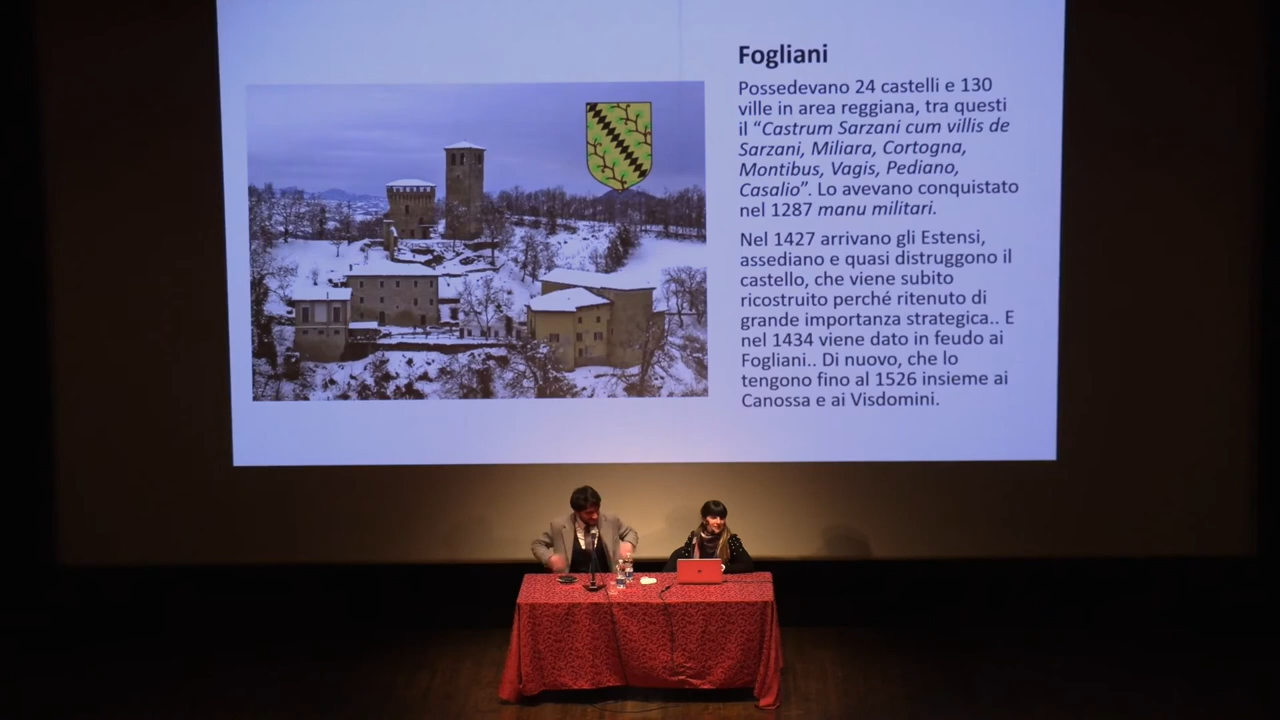 Fogliani
Possedevano 24 castelli e 130
ville in area reggiana, tra questi
il “Castrum Sarzani cum villis de
Sarzani, Miliara, Cortogna,
Montibus, Vagis, Pediano,
Casalio”. Lo avevano conquistato
nel 1287 manu militari.
Nel 1427 arrivano gli Estensi,
assediano e quasi distruggono il
castello, che viene subito
ricostruito perché ritenuto di
grande importanza strategica.. E
nel 1434 viene dato in feudo ai
Fogliani.. Di nuovo, che lo
tengono fino al 1526 insieme ai
Canossa e ai Visdomini.